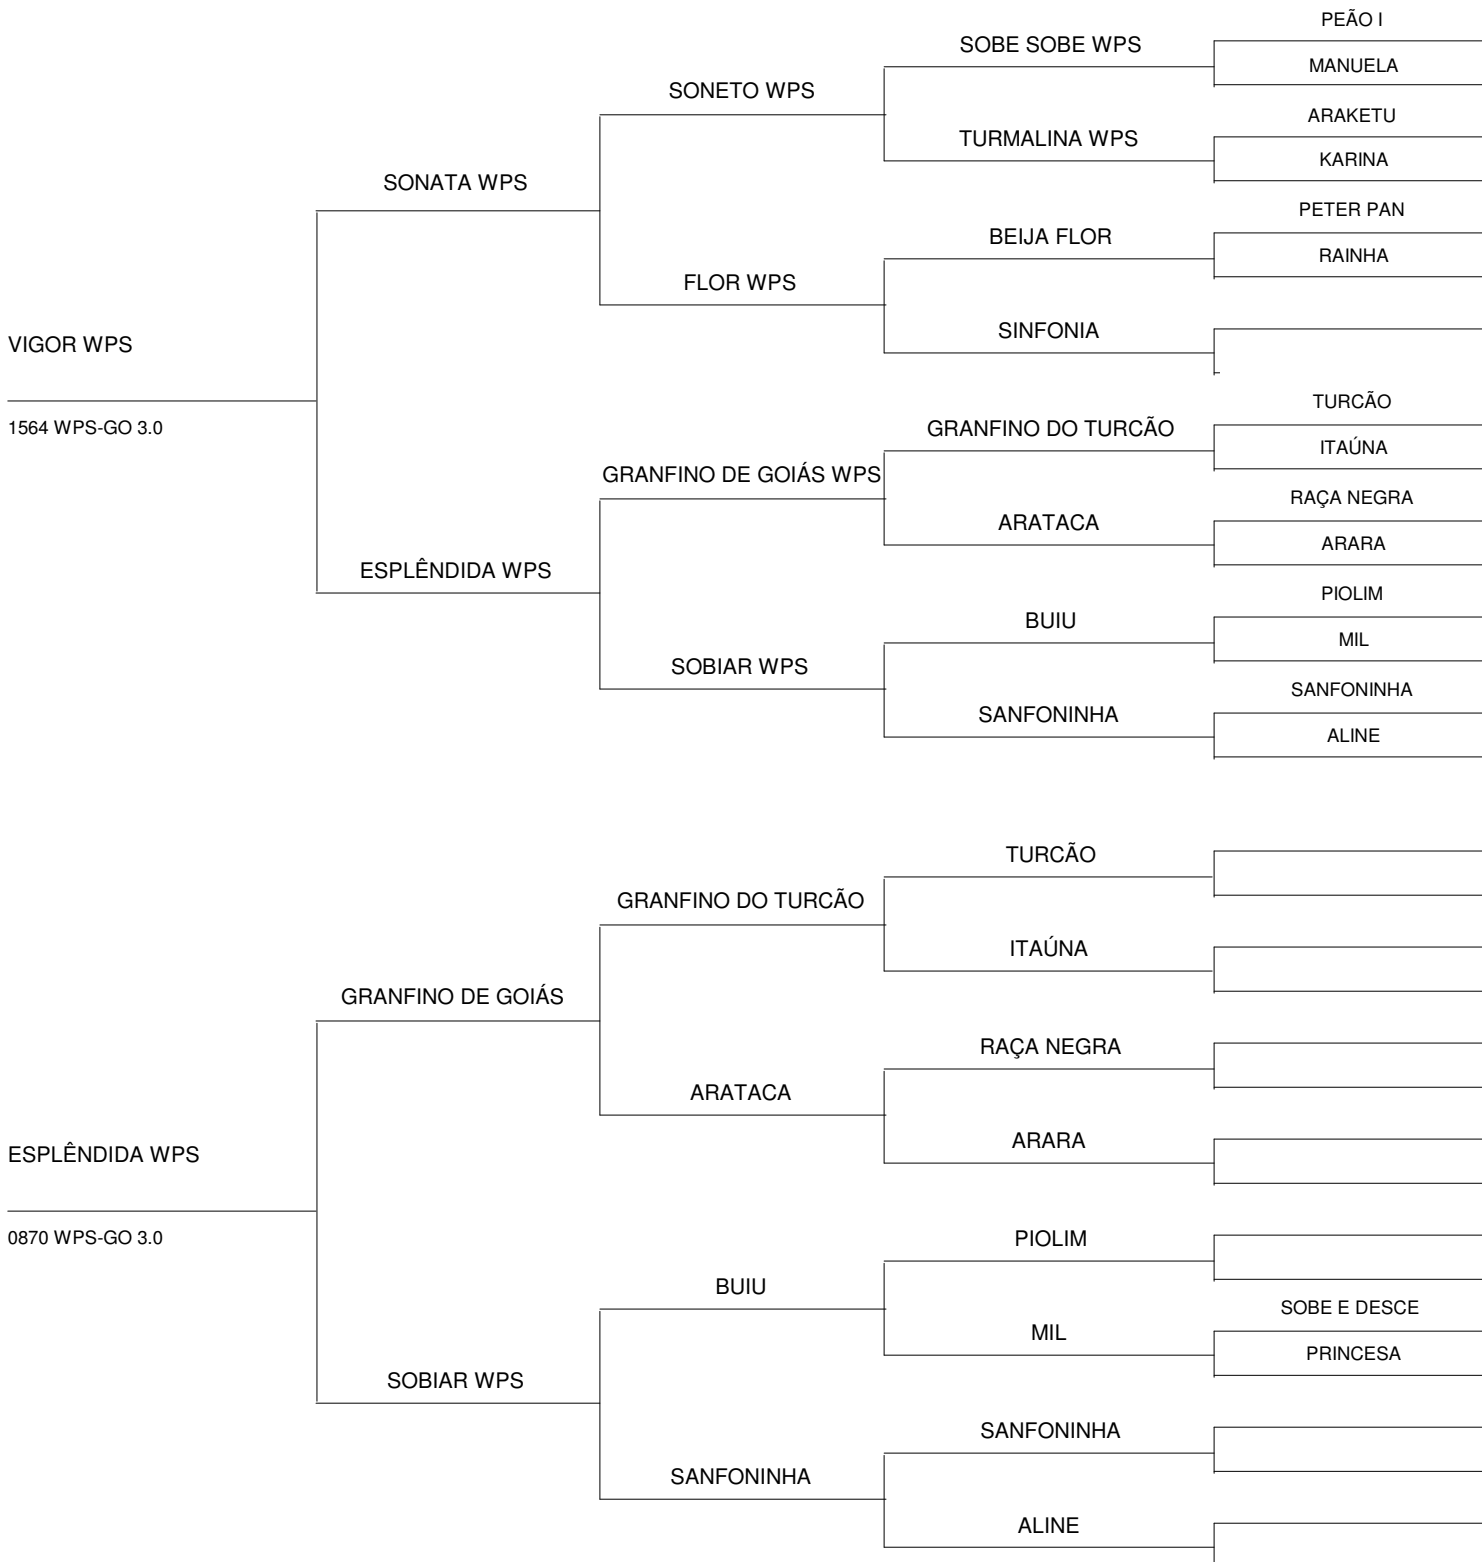 PEÃO I
SOBE SOBE WPS
MANUELA
SONETO WPS
ARAKETU
TURMALINA WPS
KARINA
SONATA WPS
PETER PAN
BEIJA FLOR
RAINHA
FLOR WPS
SINFONIA
VIGOR WPS
1564 WPS-GO 3.0
TURCÃO
GRANFINO DO TURCÃO
ITAÚNA
GRANFINO DE GOIÁS WPS
RAÇA NEGRA
ARATACA
ARARA
ESPLÊNDIDA WPS
PIOLIM
BUIU
MIL
SOBIAR WPS
SANFONINHA
SANFONINHA
ALINE
TURCÃO
GRANFINO DO TURCÃO
ITAÚNA
GRANFINO DE GOIÁS
RAÇA NEGRA
ARATACA
ARARA
ESPLÊNDIDA WPS
0870 WPS-GO 3.0
PIOLIM
BUIU
SOBE E DESCE
MIL
PRINCESA
SOBIAR WPS
SANFONINHA
SANFONINHA
ALINE